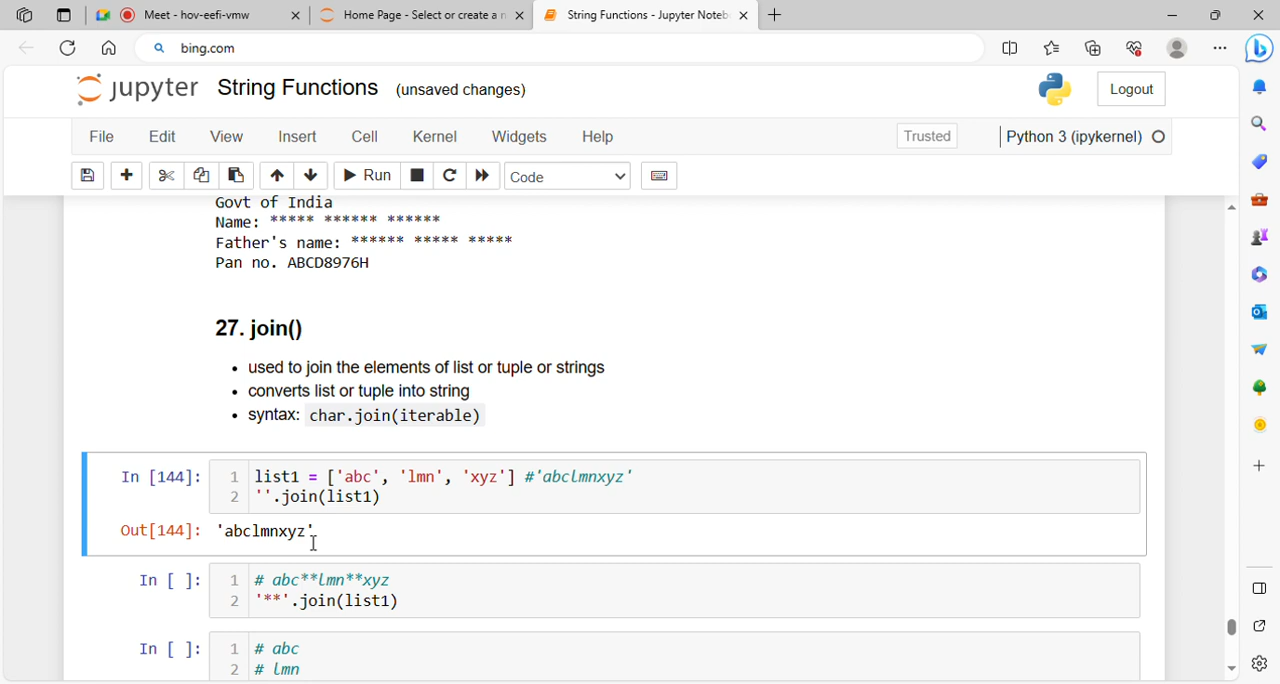 Meet - hov-eefi-vmw
Home Page - Select or create a n
String Functions - Jupyter Noteb
bing.com
jupyter String Functions (unsaved changes)
Logout
File Edit View Insert Cell Kernel Widgets Help
Trusted
Python 3 (ipykernel)
Run
Code
Govt of India
Name: ***** ****** ******
Father's name: ****** ***** *****
Pan no. ABCD8976H
27. join()
• used to join the elements of list or tuple or strings
• converts list or tuple into string
• syntax: char.join(iterable)
In [144]: 1 list1 = ['abc', 'lmn', 'xyz'] #'abclmnxyz'
2 ''.join(list1)
Out[144]: 'abclmnxyz'
In [ ]: 1 # abc**lmn**xyz
2 '**'.join(list1)
In [ ]: 1 # abc
2 # lmn